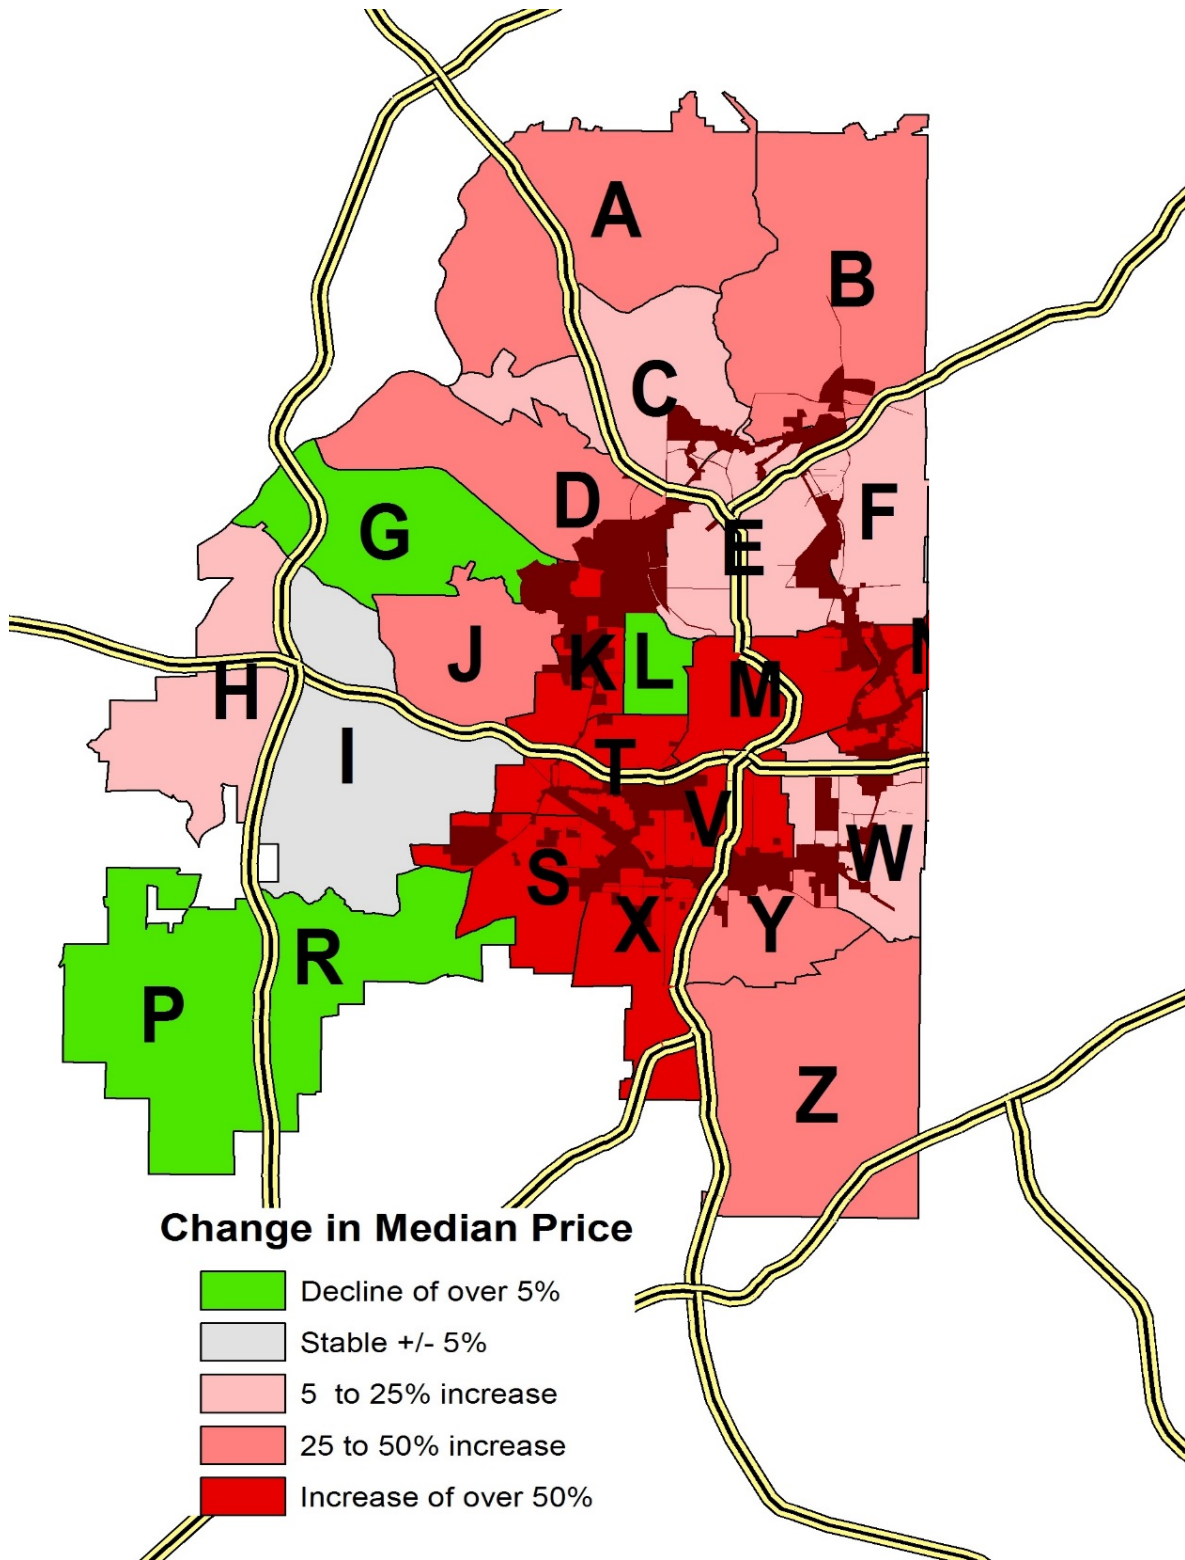 A
B
C
D
E
F
G
H
I
J
K
L
M
N
T
V
W
S
X
Y
R
P
Z
Change in Median Price
Decline of over 5%
Stable +/- 5%
5 to 25% increase
25 to 50% increase
Increase of over 50%